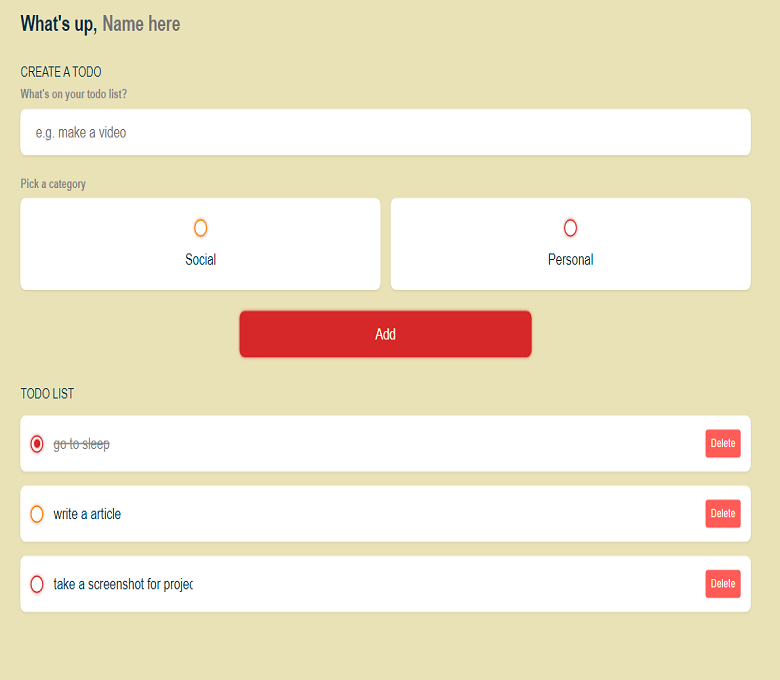 What's up, Name here
CREATE A TODO
What's on your todo list?
e.g. make a video
Pick a category
Social
Personal
Add
TODO LIST
go to sleep
Delete
write a article
Delete
take a screenshot for projec
Delete